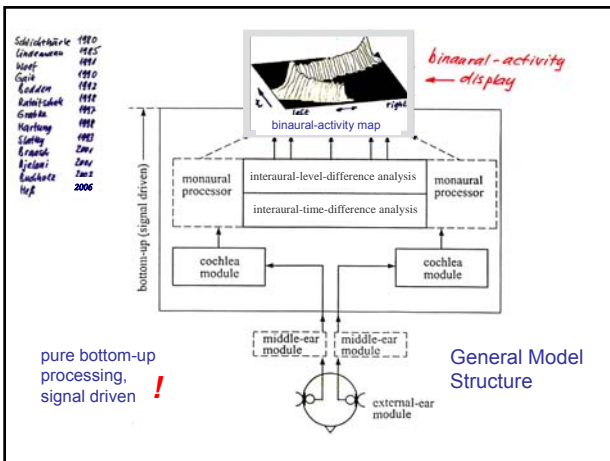 Schlichthärle 1980
Lindemann 1985
Wolf 1991
Gaik 1990
Bodden 1992
Rateitschek 1998
Grabke 1997
Hartung 1998
Slatky 1993
Braasch 2001
Djelani 2001
Buchholz 2002
Heß 2006
left
right
binaural-activity map
binaural-activity
display
bottom-up (signal driven)
monaural
processor
interaural-level-difference analysis
interaural-time-difference analysis
monaural
processor
cochlea
module
cochlea
module
middle-ear
module
middle-ear
module
external-ear
module
pure bottom-up
processing,
signal driven !
General Model
Structure